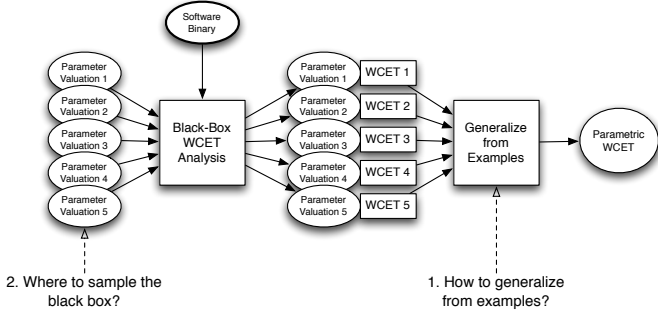 Software
Binary
Parameter
Valuation 1
Parameter
Valuation 2
Parameter
Valuation 3
Parameter
Valuation 4
Parameter
Valuation 5
Black-Box
WCET
Analysis
Parameter
Valuation 1
WCET 1
Parameter
Valuation 2
WCET 2
Parameter
Valuation 3
WCET 3
Parameter
Valuation 4
WCET 4
Parameter
Valuation 5
WCET 5
Generalize
from
Examples
Parametric
WCET
2. Where to sample the
black box?
1. How to generalize
from examples?